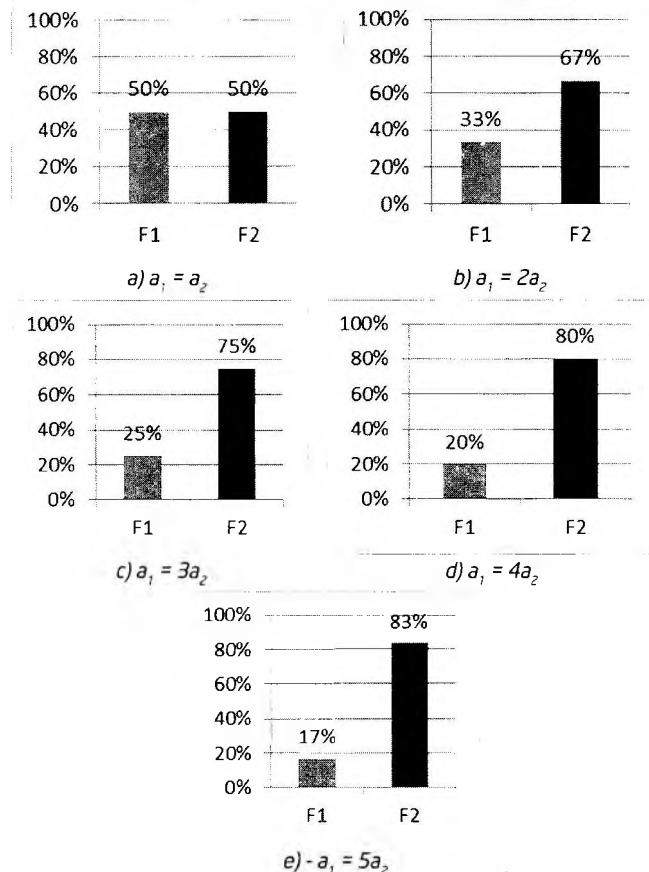 100%
80%
60%
40%
20%
0%
50%
50%
F1
F2
a) a₁ = a₂
100%
80%
60%
40%
20%
0%
33%
67%
F1
F2
b) a₁ = 2a₂
100%
80%
60%
40%
20%
0%
25%
75%
F1
F2
c) a₁ = 3a₂
100%
80%
60%
40%
20%
0%
20%
80%
F1
F2
d) a₁ = 4a₂
100%
80%
60%
40%
20%
0%
17%
83%
F1
F2
e) - a₁ = 5a₂